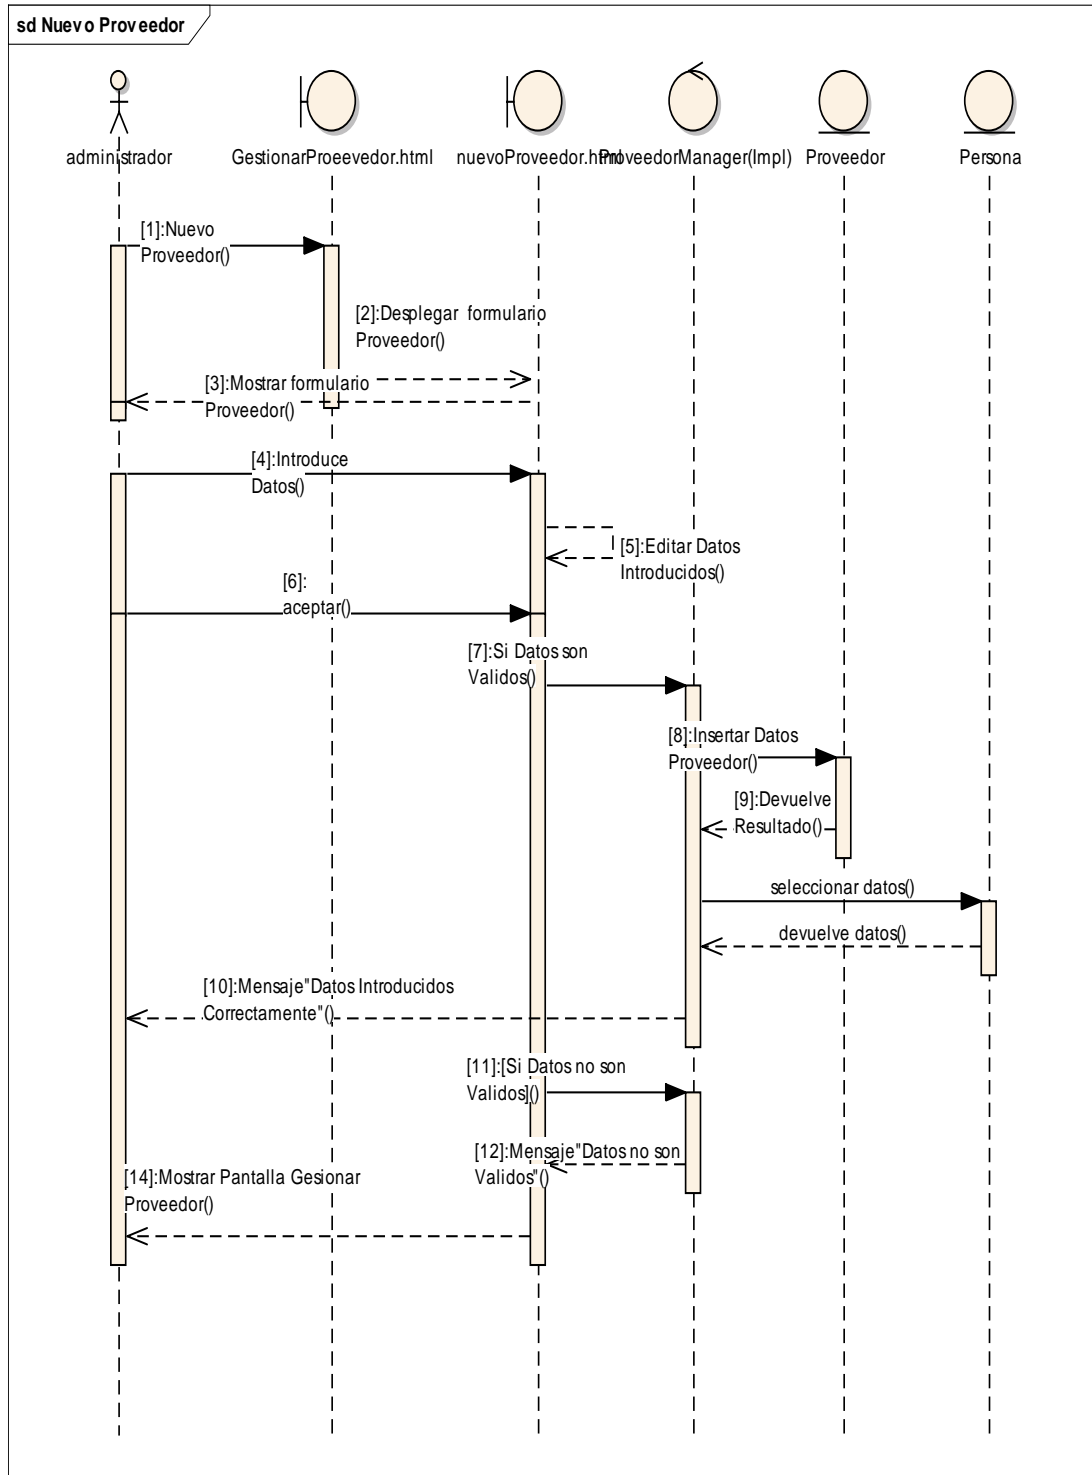 sd Nuevo Proveedor
administrador
GestionarProeevedor.html
nuevoProveedor.html
ProveedorManager(Impl)
Proveedor
Persona
[1]:Nuevo
Proveedor()
[2]:Desplegar formulario
Proveedor()
[3]:Mostrar formulario
Proveedor()
[4]:Introduce
Datos()
[5]:Editar Datos
Introducidos()
[6]:
aceptar()
[7]:Si Datos son
Validos()
[8]:Insertar Datos
Proveedor()
[9]:Devuelve
Resultado()
seleccionar datos()
devuelve datos()
[10]:Mensaje"Datos Introducidos
Correctamente"()
[11]:[Si Datos no son
Validos]()
[12]:Mensaje"Datos no son
Validos"()
[14]:Mostrar Pantalla Gesionar
Proveedor()